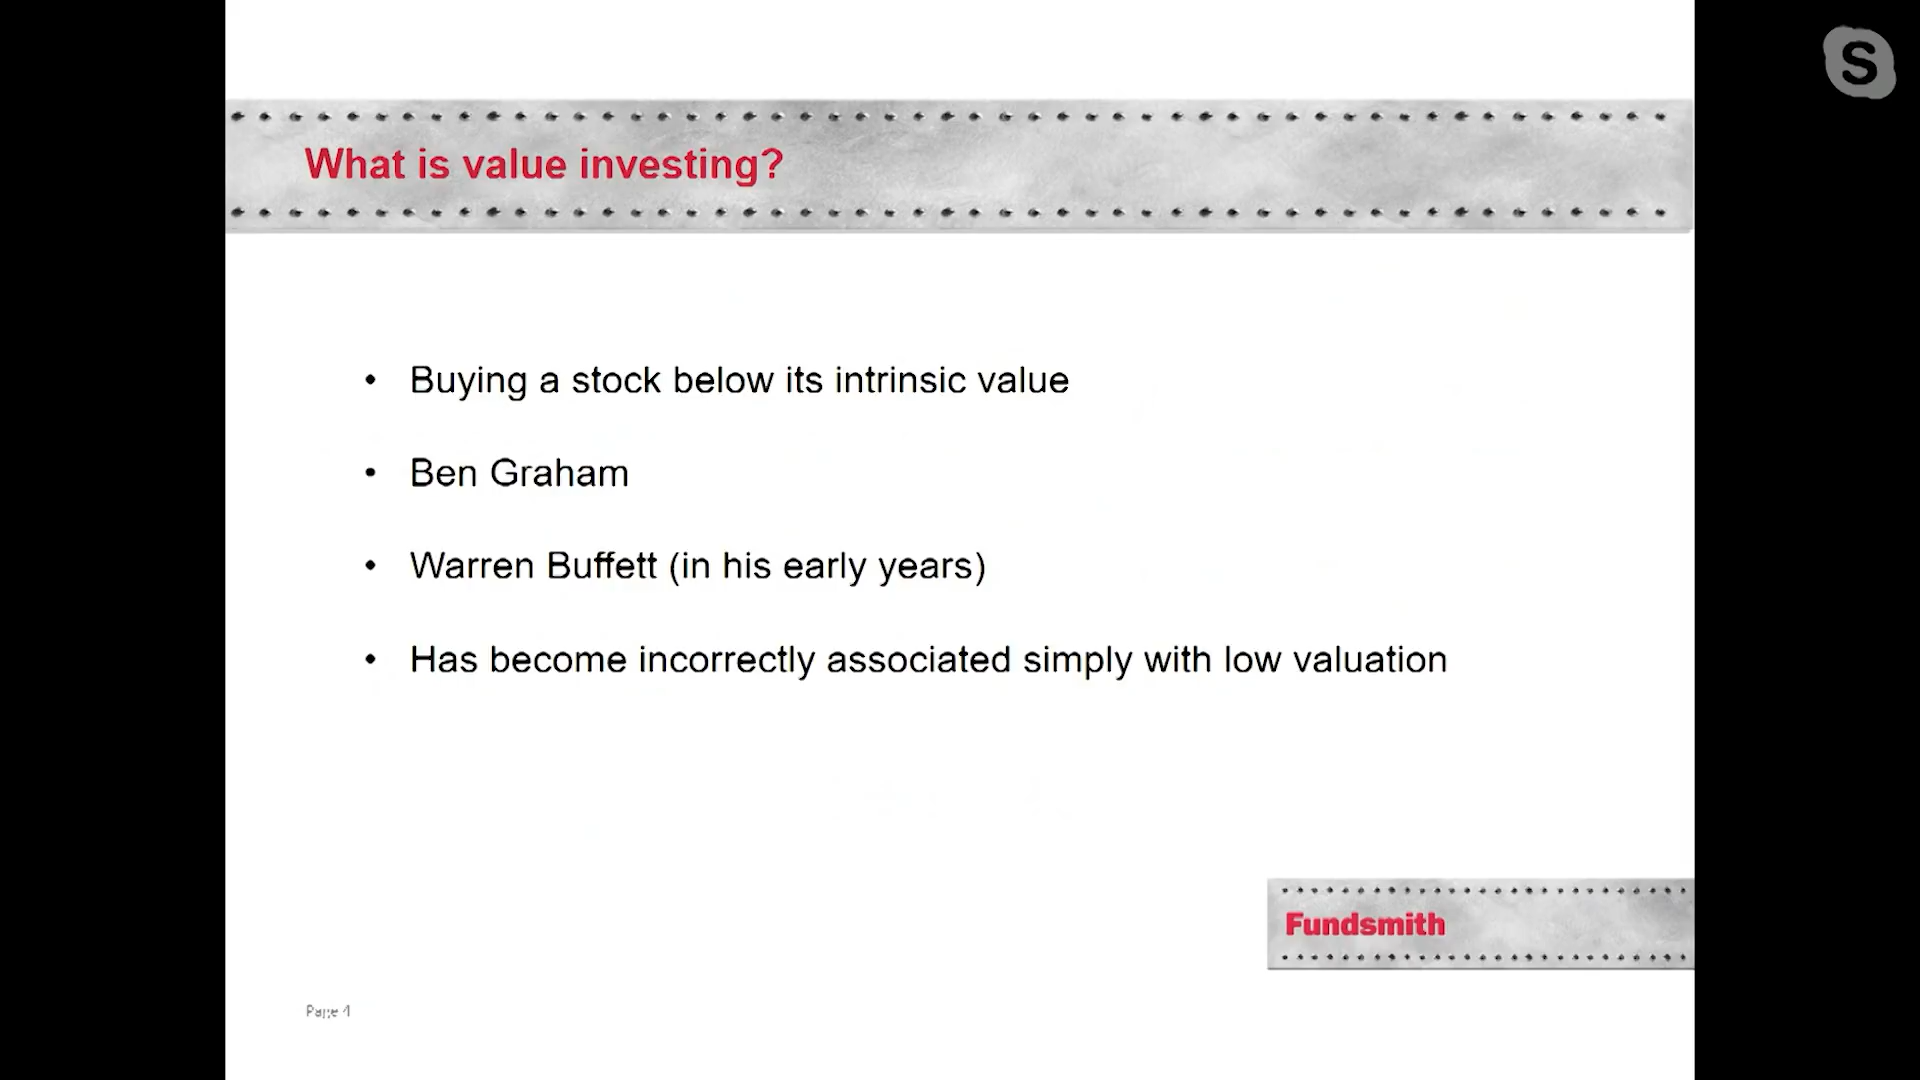 What is value investing?
• Buying a stock below its intrinsic value
• Ben Graham
• Warren Buffett (in his early years)
• Has become incorrectly associated simply with low valuation
Fundsmith
Page
S